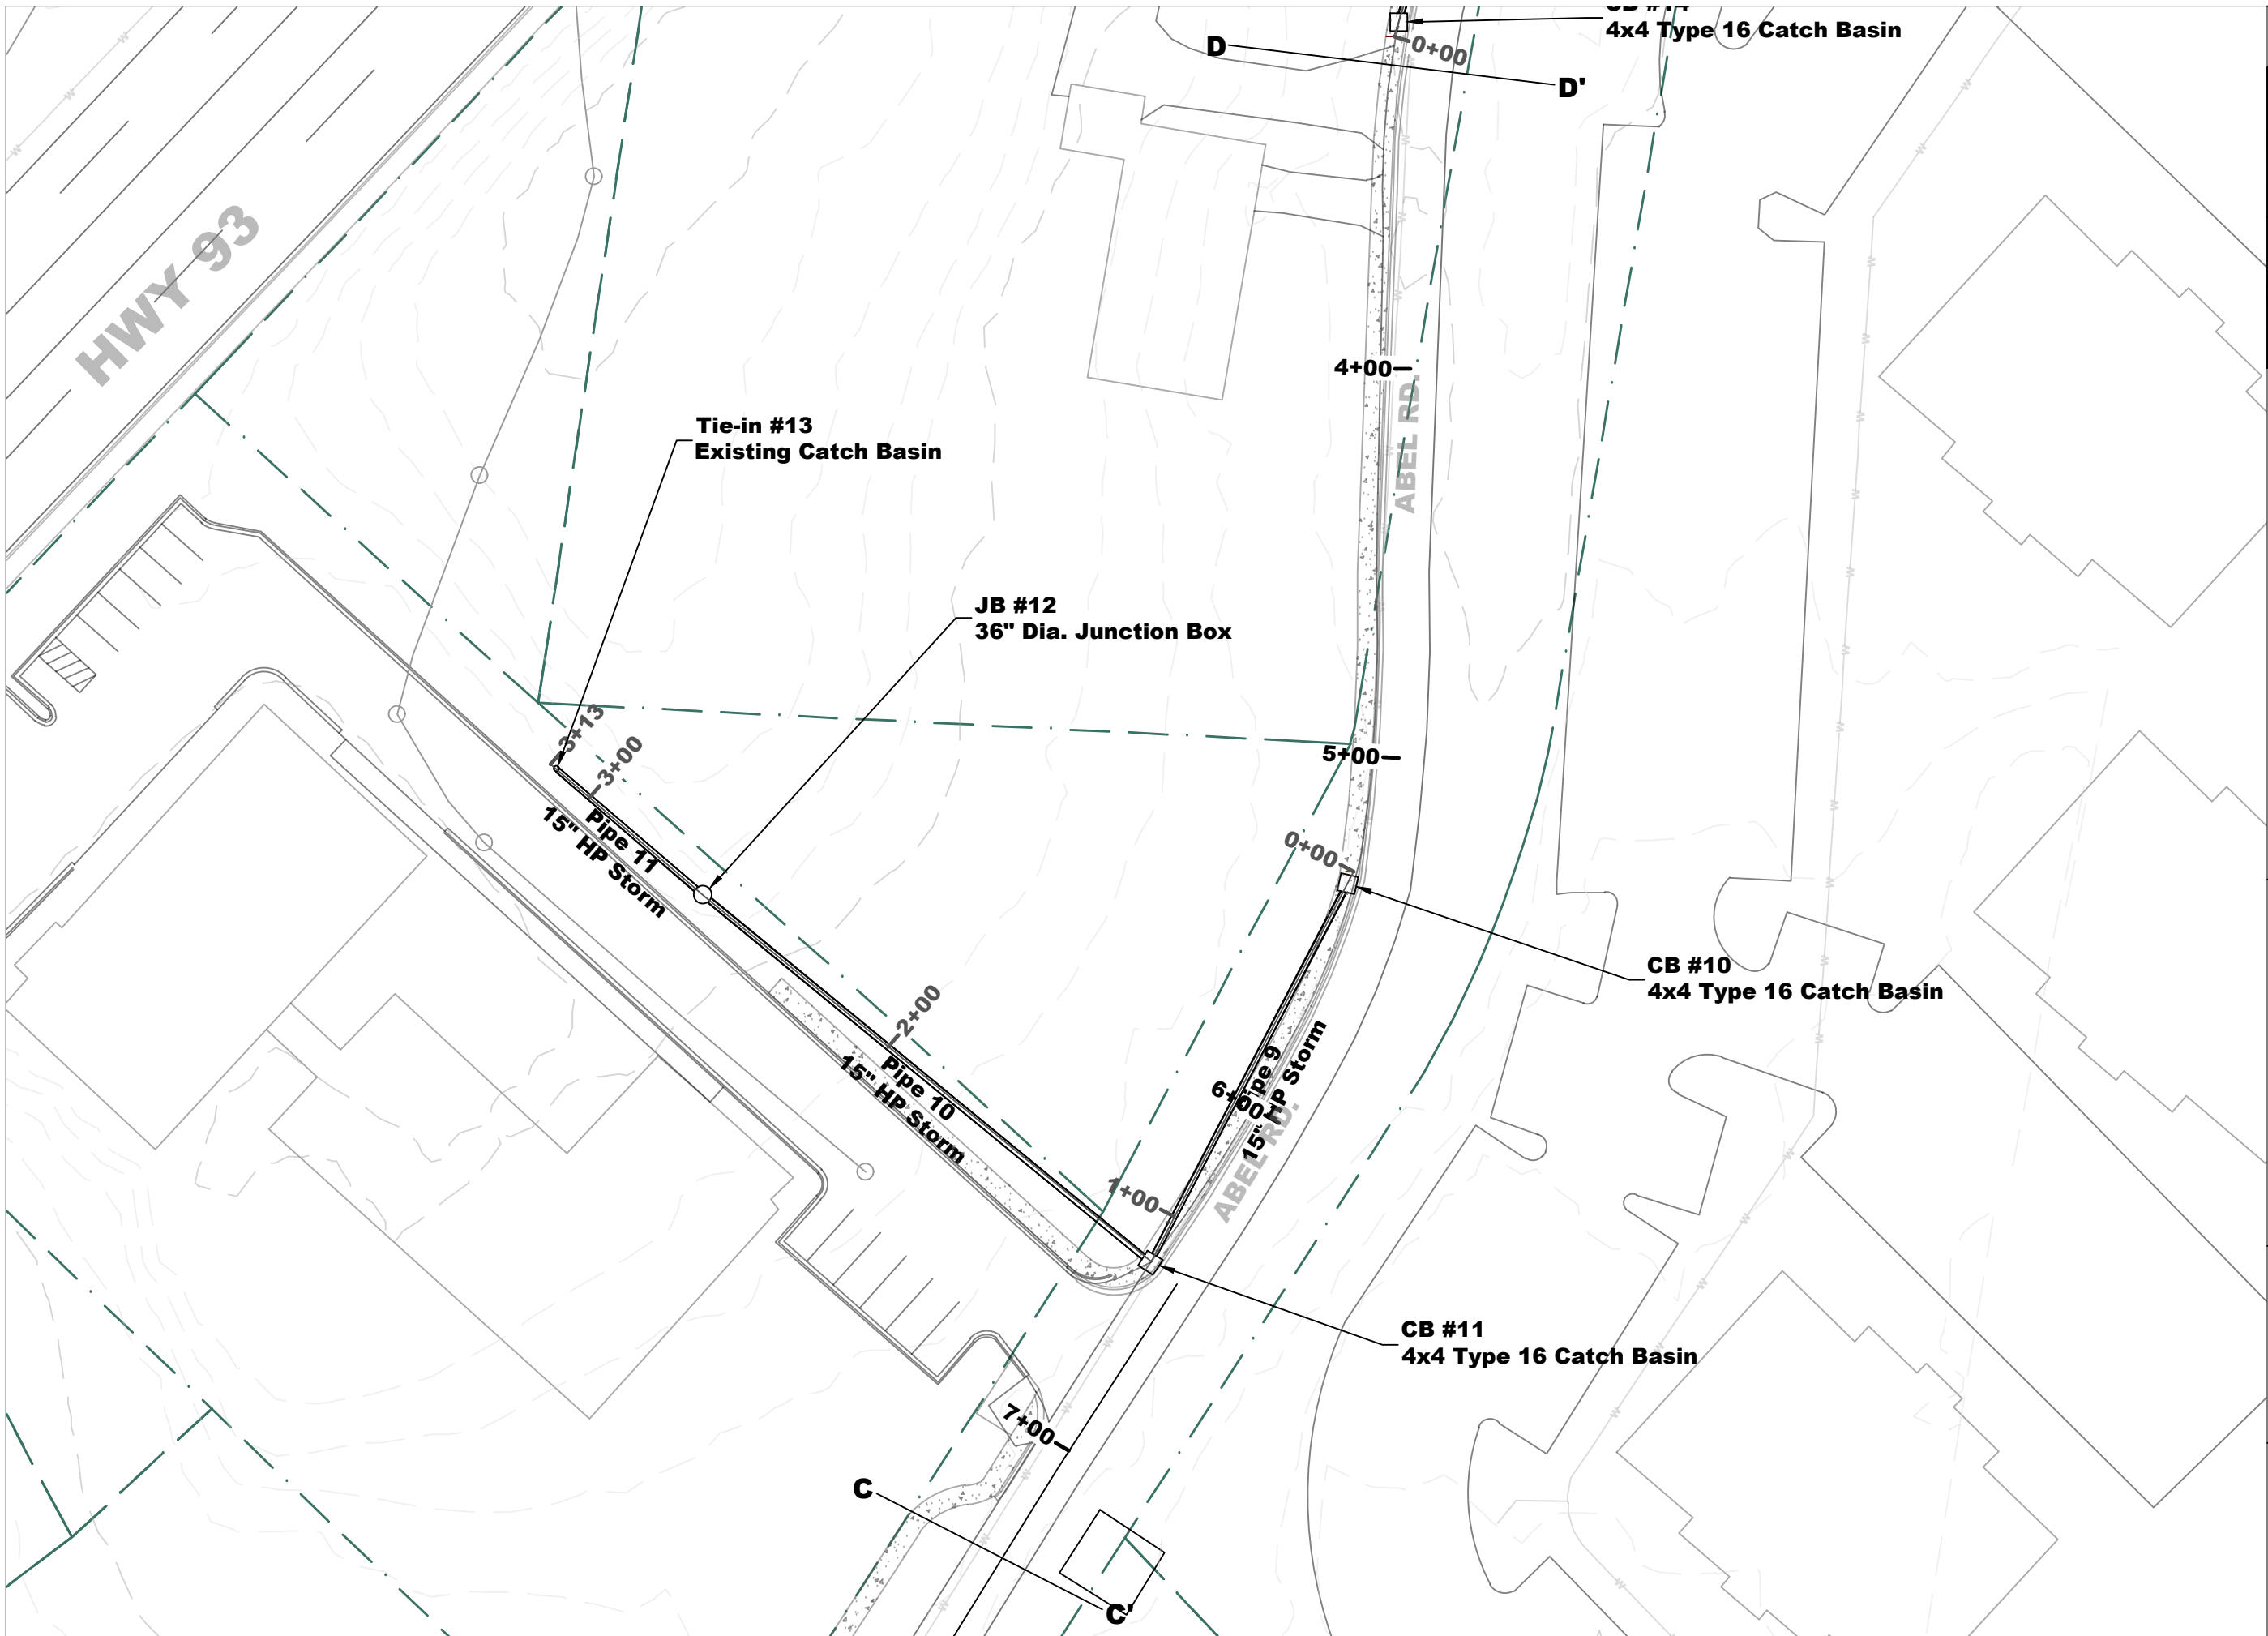 4x4 Type 16 Catch Basin
0+00
D
D'
HWY 93
4+00
ABEL RD.
Tie-in #13
Existing Catch Basin
JB #12
36" Dia. Junction Box
3+13
3+00
5+00
0+00
Pipe 11
15" HP Storm
CB #10
4x4 Type 16 Catch Basin
2+00
Pipe 10
15" HP Storm
6+00
15" HP Storm
ABEL RD.
1+00
CB #11
4x4 Type 16 Catch Basin
7+00
C
C'